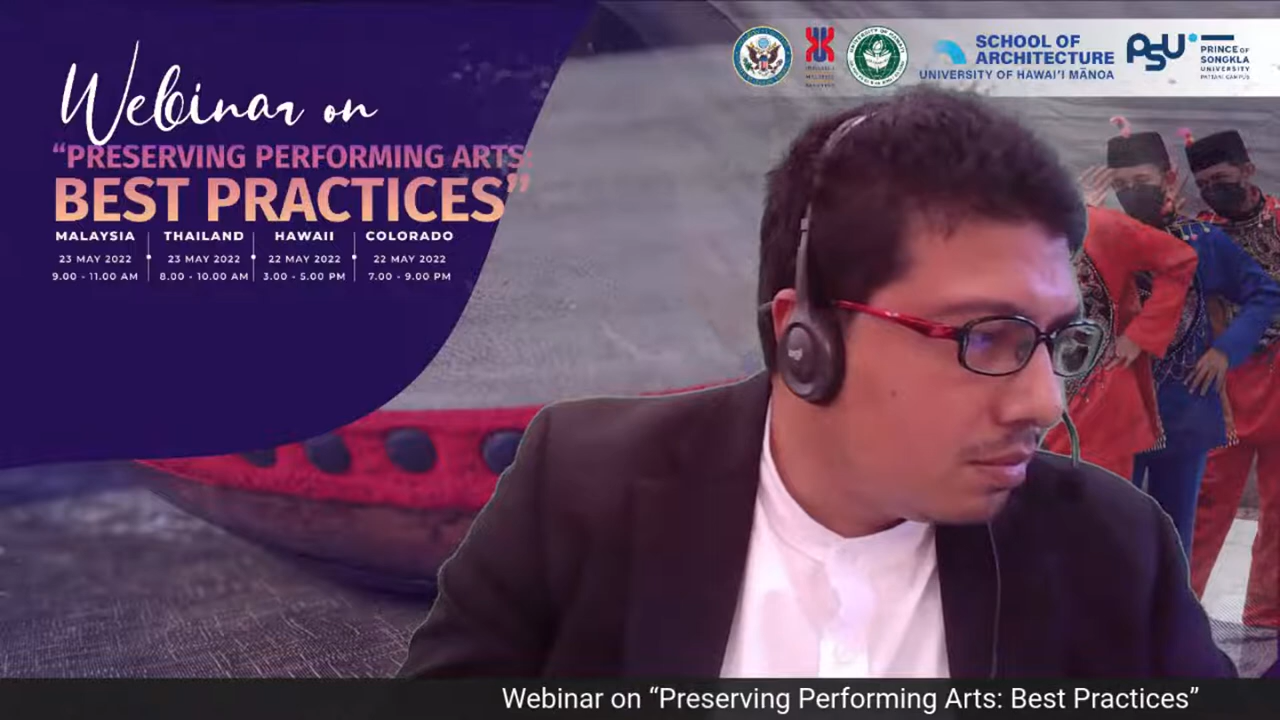 Webinar on
“PRESERVING PERFORMING ARTS:
BEST PRACTICES”
MALAYSIA
23 MAY 2022
9.00 - 11.00 AM
THAILAND
23 MAY 2022
8.00 - 10.00 AM
HAWAII
22 MAY 2022
3.00 - 5.00 PM
COLORADO
22 MAY 2022
7.00 - 9.00 PM
SCHOOL OF
ARCHITECTURE
UNIVERSITY OF HAWAI‘I MĀNOA
PSU
PRINCE OF
SONGKLA
UNIVERSITY
PATTANI CAMPUS
Webinar on “Preserving Performing Arts: Best Practices”